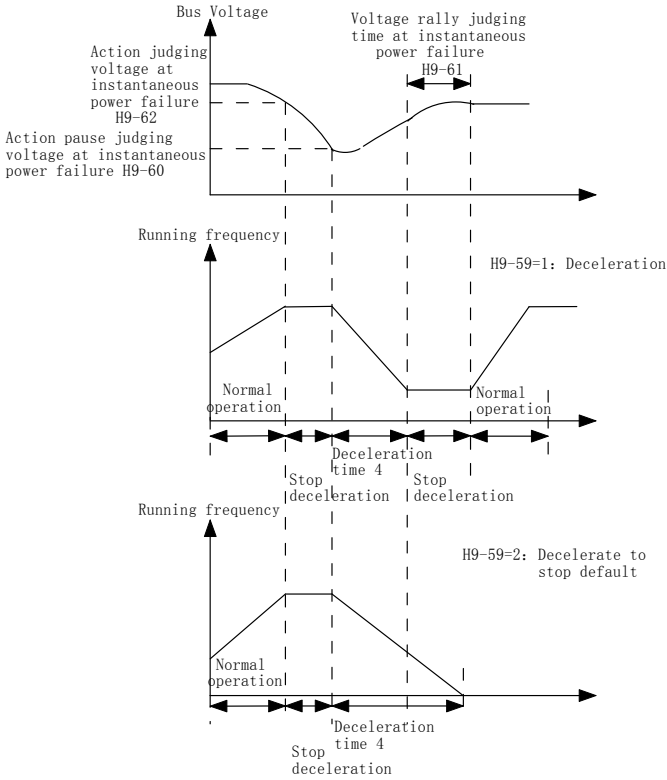 Bus Voltage
Voltage rally judging
time at instantaneous
power failure
H9-61
Action judging
voltage at
instantaneous
power failure
H9-62
Action pause judging
voltage at instantaneous
power failure H9-60
Running frequency
H9-59=1: Deceleration
Normal
operation
Normal
operation
Deceleration
time 4
Stop
deceleration
Stop
deceleration
Running frequency
H9-59=2: Decelerate to
stop default
Normal
operation
Deceleration
time 4
Stop
deceleration